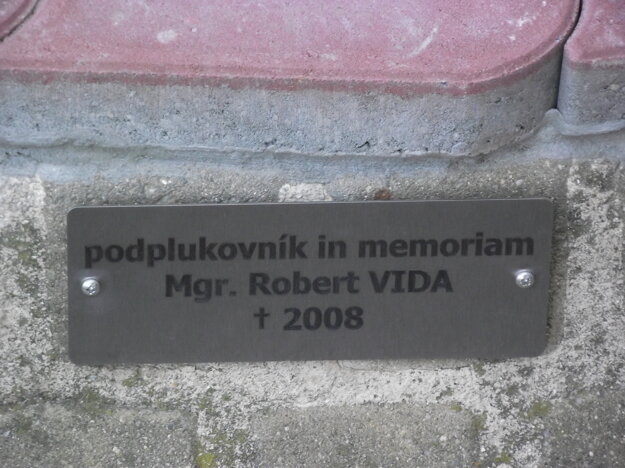 podplukovník in memoriam
Mgr. Robert VIDA
† 2008